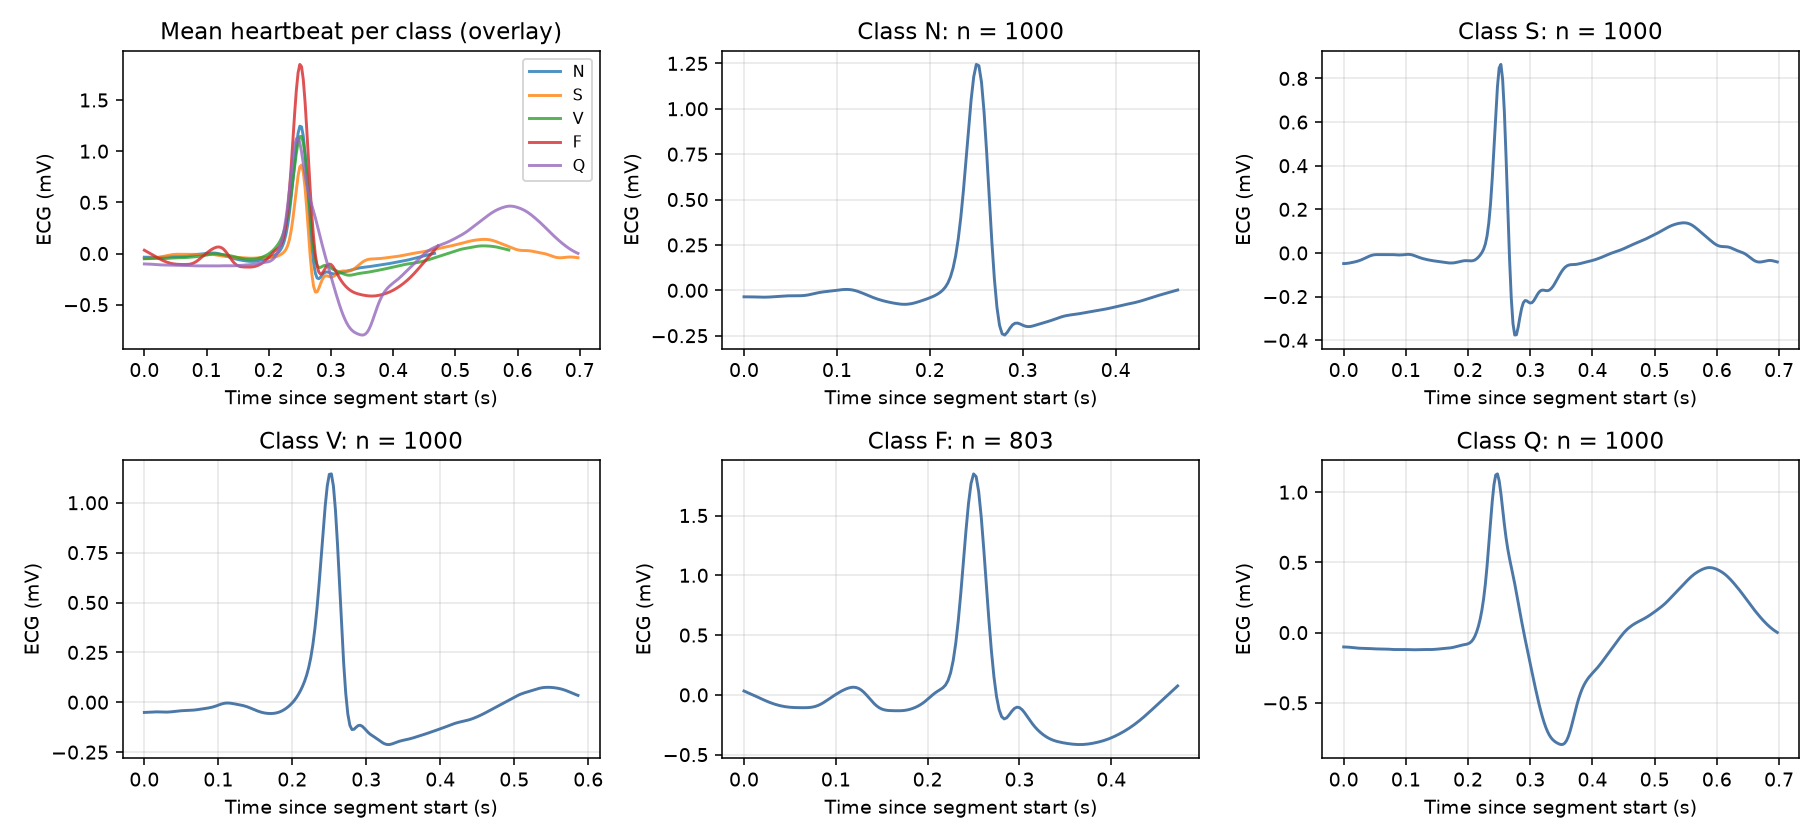 Mean heartbeat per class (overlay)
ECG (mV)
1.5
1.0
0.5
0.0
−0.5
0.0 0.1 0.2 0.3 0.4 0.5 0.6 0.7
Time since segment start (s)
N
S
V
F
Q
Class N: n = 1000
ECG (mV)
1.25
1.00
0.75
0.50
0.25
0.00
−0.25
0.0 0.1 0.2 0.3 0.4
Time since segment start (s)
Class S: n = 1000
ECG (mV)
0.8
0.6
0.4
0.2
0.0
−0.2
−0.4
0.0 0.1 0.2 0.3 0.4 0.5 0.6 0.7
Time since segment start (s)
Class V: n = 1000
ECG (mV)
1.00
0.75
0.50
0.25
0.00
−0.25
0.0 0.1 0.2 0.3 0.4 0.5 0.6
Time since segment start (s)
Class F: n = 803
ECG (mV)
1.5
1.0
0.5
0.0
−0.5
0.0 0.1 0.2 0.3 0.4
Time since segment start (s)
Class Q: n = 1000
ECG (mV)
1.0
0.5
0.0
−0.5
0.0 0.1 0.2 0.3 0.4 0.5 0.6 0.7
Time since segment start (s)